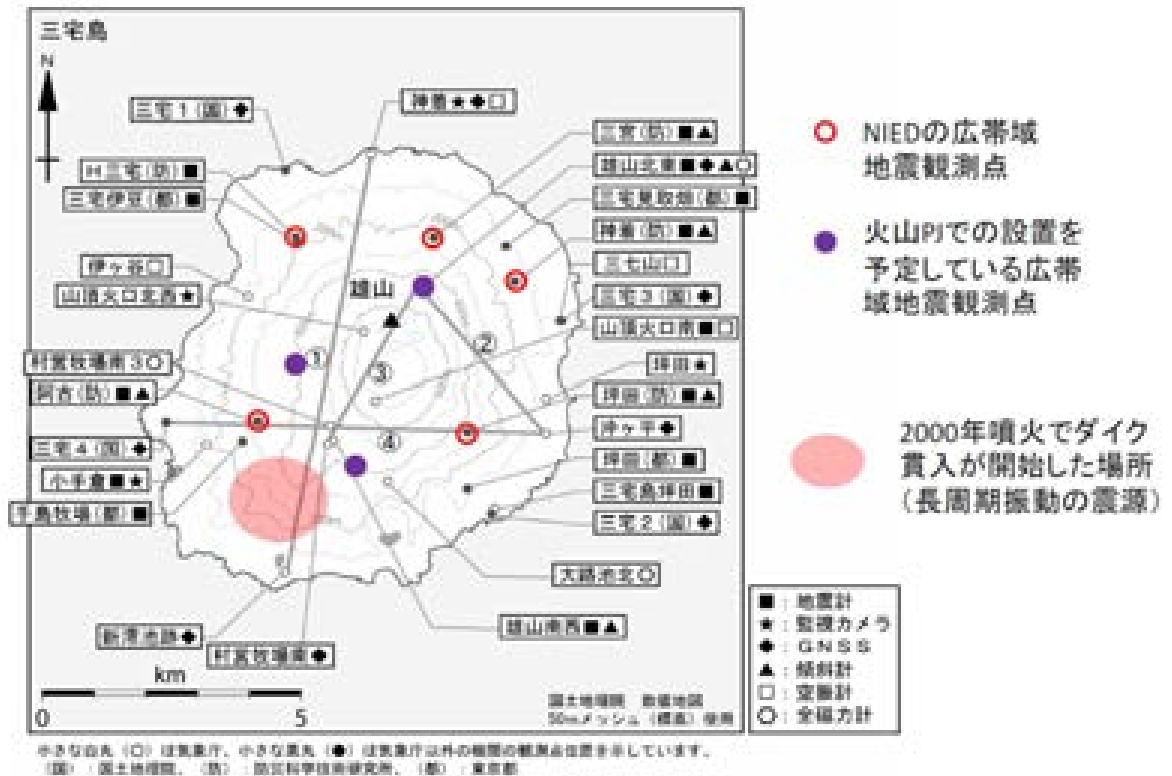 三宅島
N
三宅1(国)◆
神着★◆□
三宮(防)■▲
雄山北東■◆▲○
三宅見取畑(都)■
神着(防)■▲
三七山□
三宅3(国)◆
山頂火口南■□
坪田★
坪田(防)■▲
沖ヶ平◆
坪田(都)■
三宅島坪田■
三宅2(国)◆
大路池北○
雄山南西■▲
H三宅(防)■
三宅伊豆(都)■
伊ヶ谷□
山頂火口北西★
村営牧場南3○
阿古(防)■▲
三宅4(国)◆
小手倉■★
千鳥牧場(都)■
新澪池跡◆
村営牧場南◆
雄山
①
②
③
④
km
0 5
国土地理院 数値地図
50mメッシュ(標高)使用
NIEDの広帯域
地震観測点
火山PJでの設置を
予定している広帯
域地震観測点
2000年噴火でダイク
貫入が開始した場所
(長周期振動の震源)
■:地震計
★:監視カメラ
◆:GNSS
▲:傾斜計
□:空振計
○:全磁力計
小さな白丸(○)は気象庁、小さな黒丸(●)は気象庁以外の機関の観測点位置を示しています。
(国):国土地理院、(防):防災科学技術研究所、(都):東京都